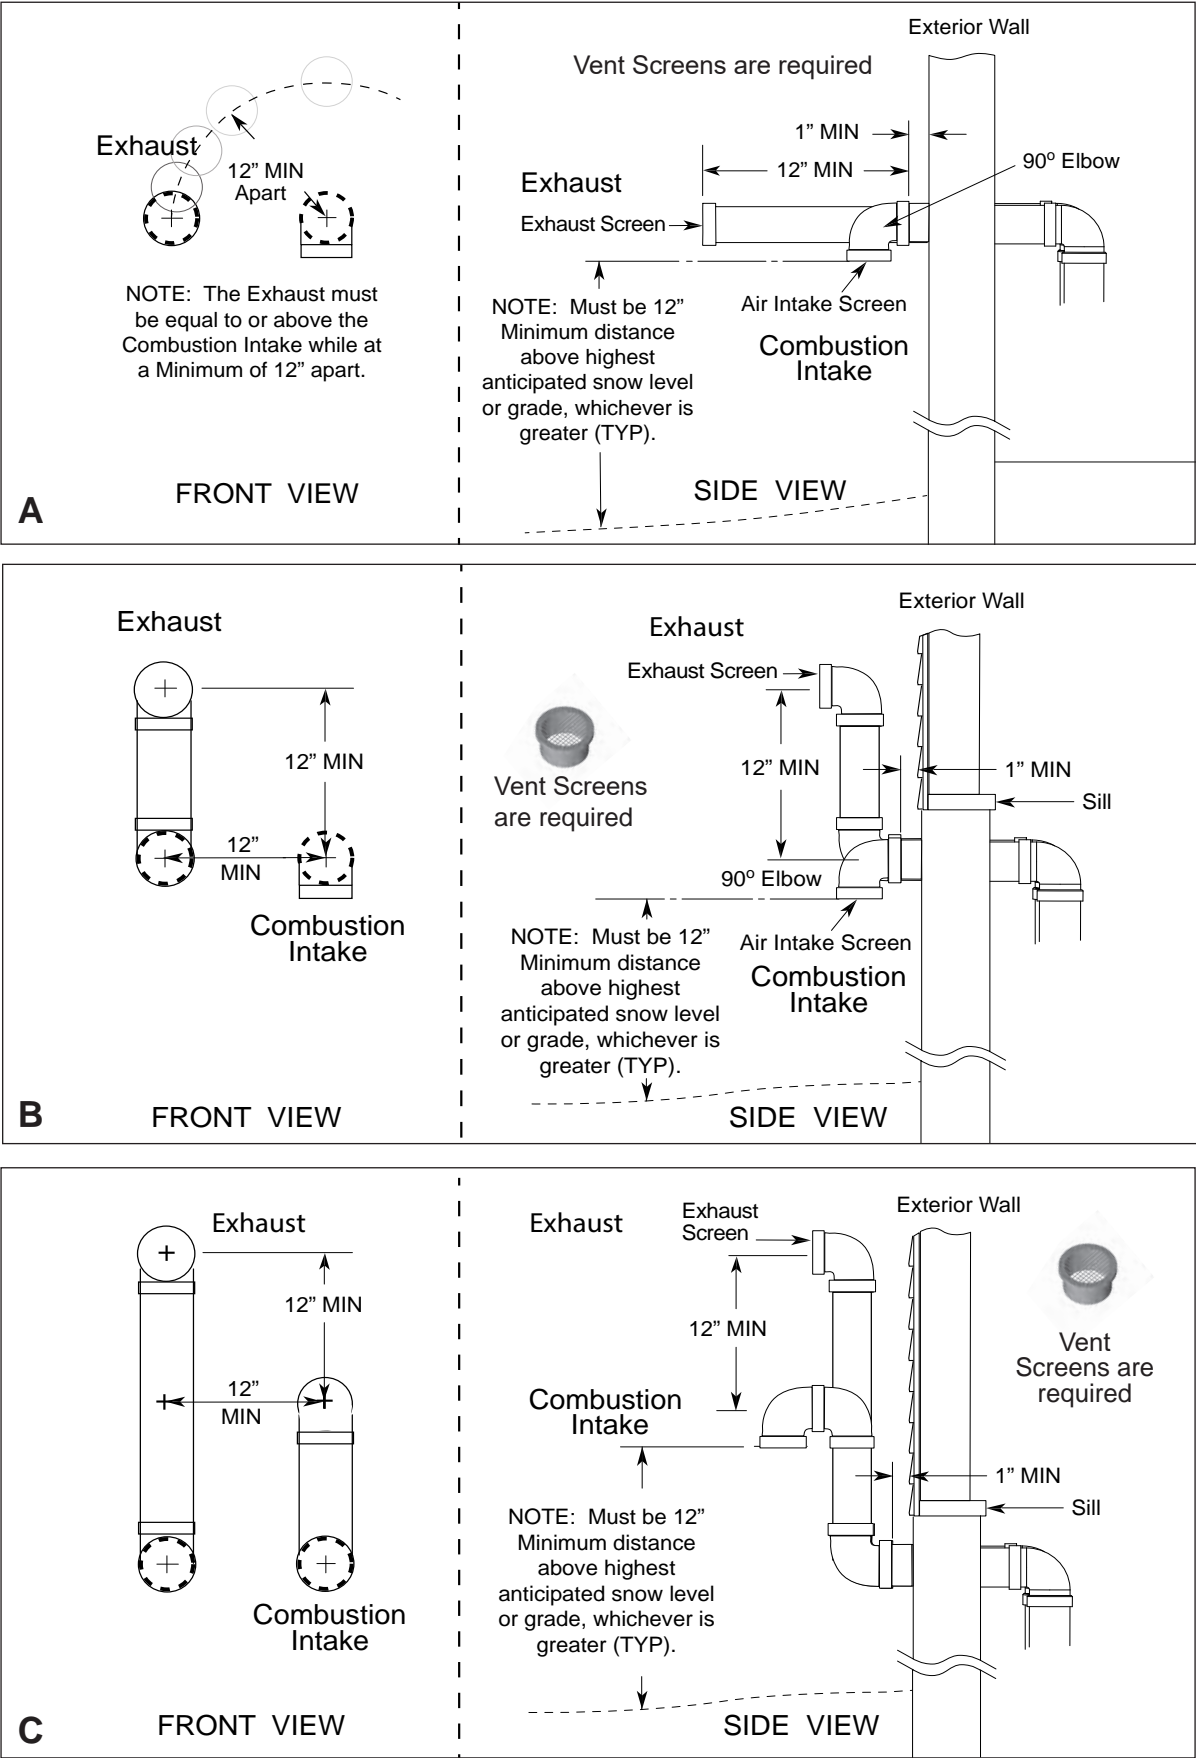 Exhaust
12” MIN
Apart
NOTE: The Exhaust must
be equal to or above the
Combustion Intake while at
a Minimum of 12” apart.
FRONT VIEW
A
Exterior Wall
Vent Screens are required
1” MIN
12” MIN
90º Elbow
Exhaust
Exhaust Screen
Air Intake Screen
NOTE: Must be 12”
Minimum distance
above highest
anticipated snow level
or grade, whichever is
greater (TYP).
Combustion
Intake
SIDE VIEW
Exhaust
12” MIN
12”
MIN
Combustion
Intake
FRONT VIEW
B
Exterior Wall
Exhaust
Exhaust Screen
Vent Screens
are required
12” MIN
1” MIN
Sill
90º Elbow
Air Intake Screen
NOTE: Must be 12”
Minimum distance
above highest
anticipated snow level
or grade, whichever is
greater (TYP).
Combustion
Intake
SIDE VIEW
Exhaust
12” MIN
12”
MIN
Combustion
Intake
FRONT VIEW
C
Exhaust
Exhaust
Screen
Exterior Wall
12” MIN
Vent
Screens are
required
Combustion
Intake
1” MIN
Sill
NOTE: Must be 12”
Minimum distance
above highest
anticipated snow level
or grade, whichever is
greater (TYP).
SIDE VIEW